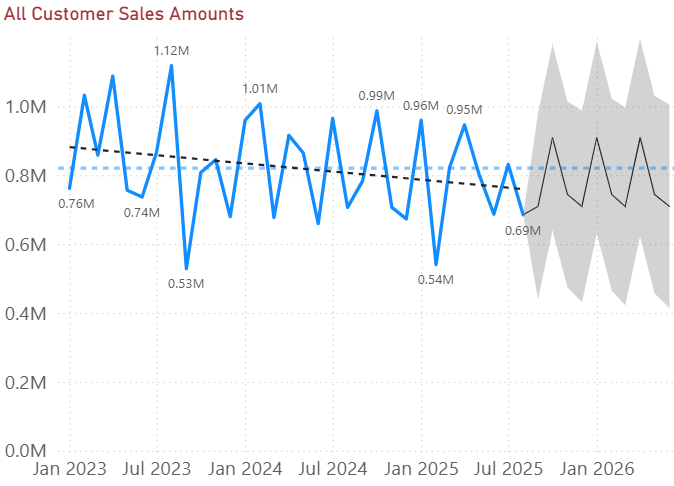 All Customer Sales Amounts
1.12M
1.01M
0.99M
0.96M
0.95M
1.0M
0.8M
0.76M
0.74M
0.69M
0.6M
0.53M
0.54M
0.4M
0.2M
0.0M
Jan 2023 Jul 2023 Jan 2024 Jul 2024 Jan 2025 Jul 2025 Jan 2026